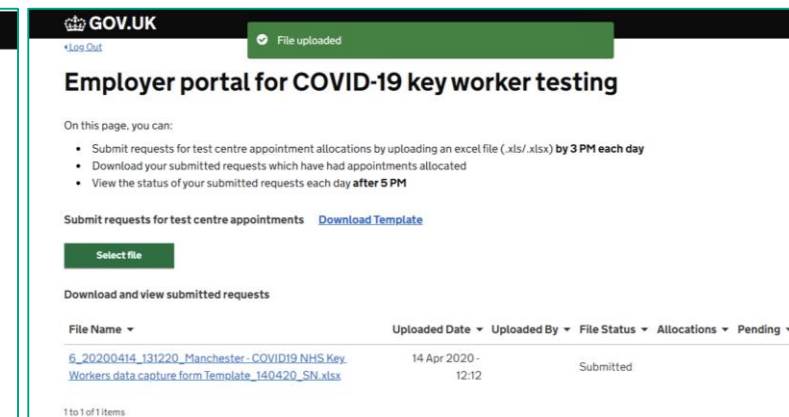 GOV.UK
Log Out
File uploaded
Employer portal for COVID-19 key worker testing
On this page, you can:
• Submit requests for test centre appointment allocations by uploading an excel file (.xls/.xlsx) by 3 PM each day
• Download your submitted requests which have had appointments allocated
• View the status of your submitted requests each day after 5 PM
Submit requests for test centre appointments Download Template
Select file
Download and view submitted requests
File Name Uploaded Date Uploaded By File Status Allocations Pending
6_20200414_131220_Manchester - COVID19 NHS Key 14 Apr 2020 - Submitted
Workers data capture form Template_140420_SN.xlsx 12:12
1 to 1 of 1 items